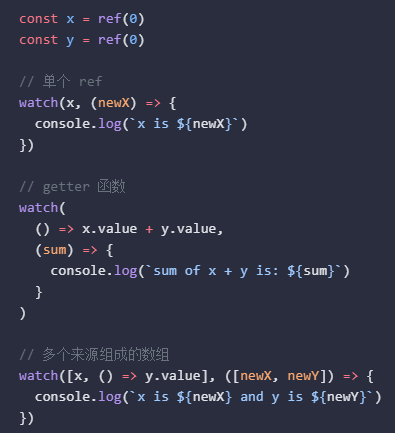 const x = ref(0)
const y = ref(0)

// 单个 ref
watch(x, (newX) => {
  console.log(`x is ${newX}`)
})

// getter 函数
watch(
  () => x.value + y.value,
  (sum) => {
    console.log(`sum of x + y is: ${sum}`)
  }
)

// 多个来源组成的数组
watch([x, () => y.value], ([newX, newY]) => {
  console.log(`x is ${newX} and y is ${newY}`)
})